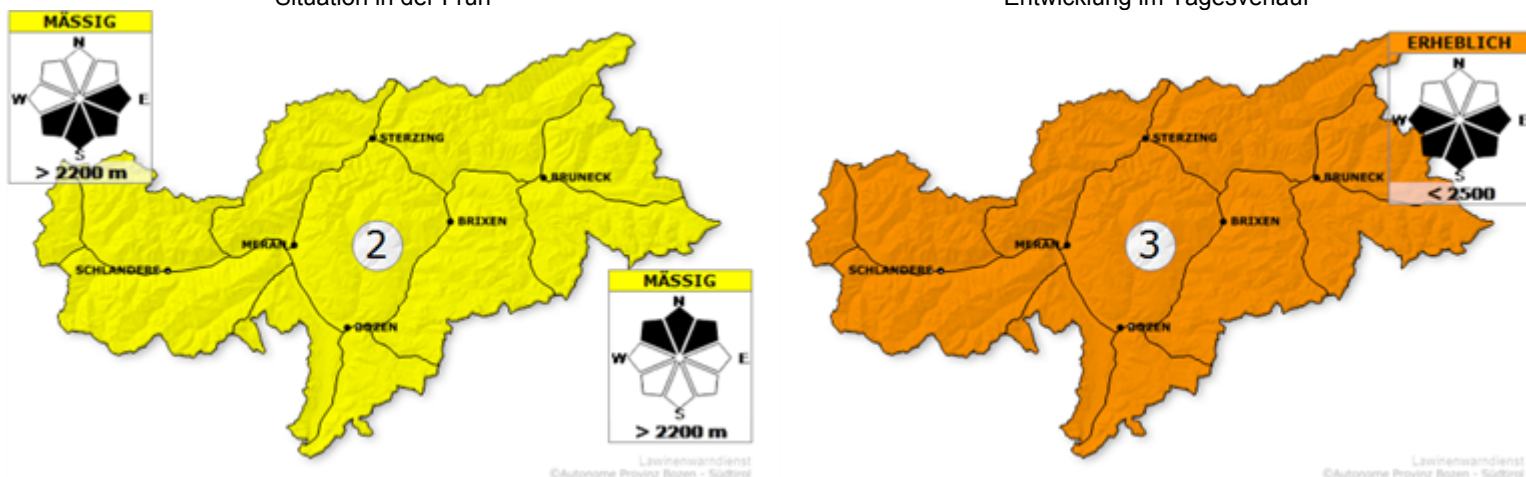 Situation in der Früh
Entwicklung im Tagesverlauf
MÄSSIG
N
W
E
S
> 2200 m
STERZING
BRUNECK
BRIXEN
MERAN
2
SCHLANDERS
BOZEN
MÄSSIG
N
W
E
S
> 2200 m
Lawinenwarndienst
©Autonome Provinz Bozen - Südtirol
ERHEBLICH
N
W
E
S
< 2500
STERZING
BRUNECK
BRIXEN
MERAN
3
SCHLANDERS
BOZEN
Lawinenwarndienst
©Autonome Provinz Bozen - Südtirol